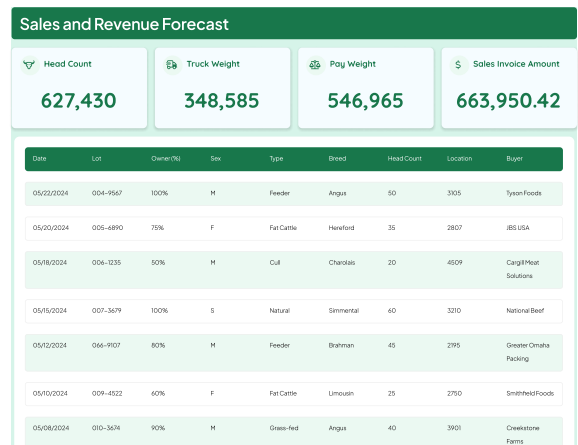 Sales and Revenue Forecast
Head Count
Truck Weight
Pay Weight
Sales Invoice Amount
627,430
348,585
546,965
663,950.42
Date Lot Owner(%) Sex Type Breed Head Count Location Buyer
05/22/2024 004-9567 100% M Feeder Angus 50 3105 Tyson Foods
05/20/2024 005-6890 75% F Fat Cattle Hereford 35 2807 JBS USA
05/18/2024 006-1235 50% M Cull Charolais 20 4509 Cargill Meat
Solutions
05/15/2024 007-3679 100% S Natural Simmental 60 3210 National Beef
05/12/2024 066-9107 80% M Feeder Brahman 45 2195 Greater Omaha
Packing
05/10/2024 009-4522 60% F Fat Cattle Limousin 25 2750 Smithfield Foods
05/08/2024 010-3674 90% M Grass-fed Angus 40 3901 Creekstone
Farms